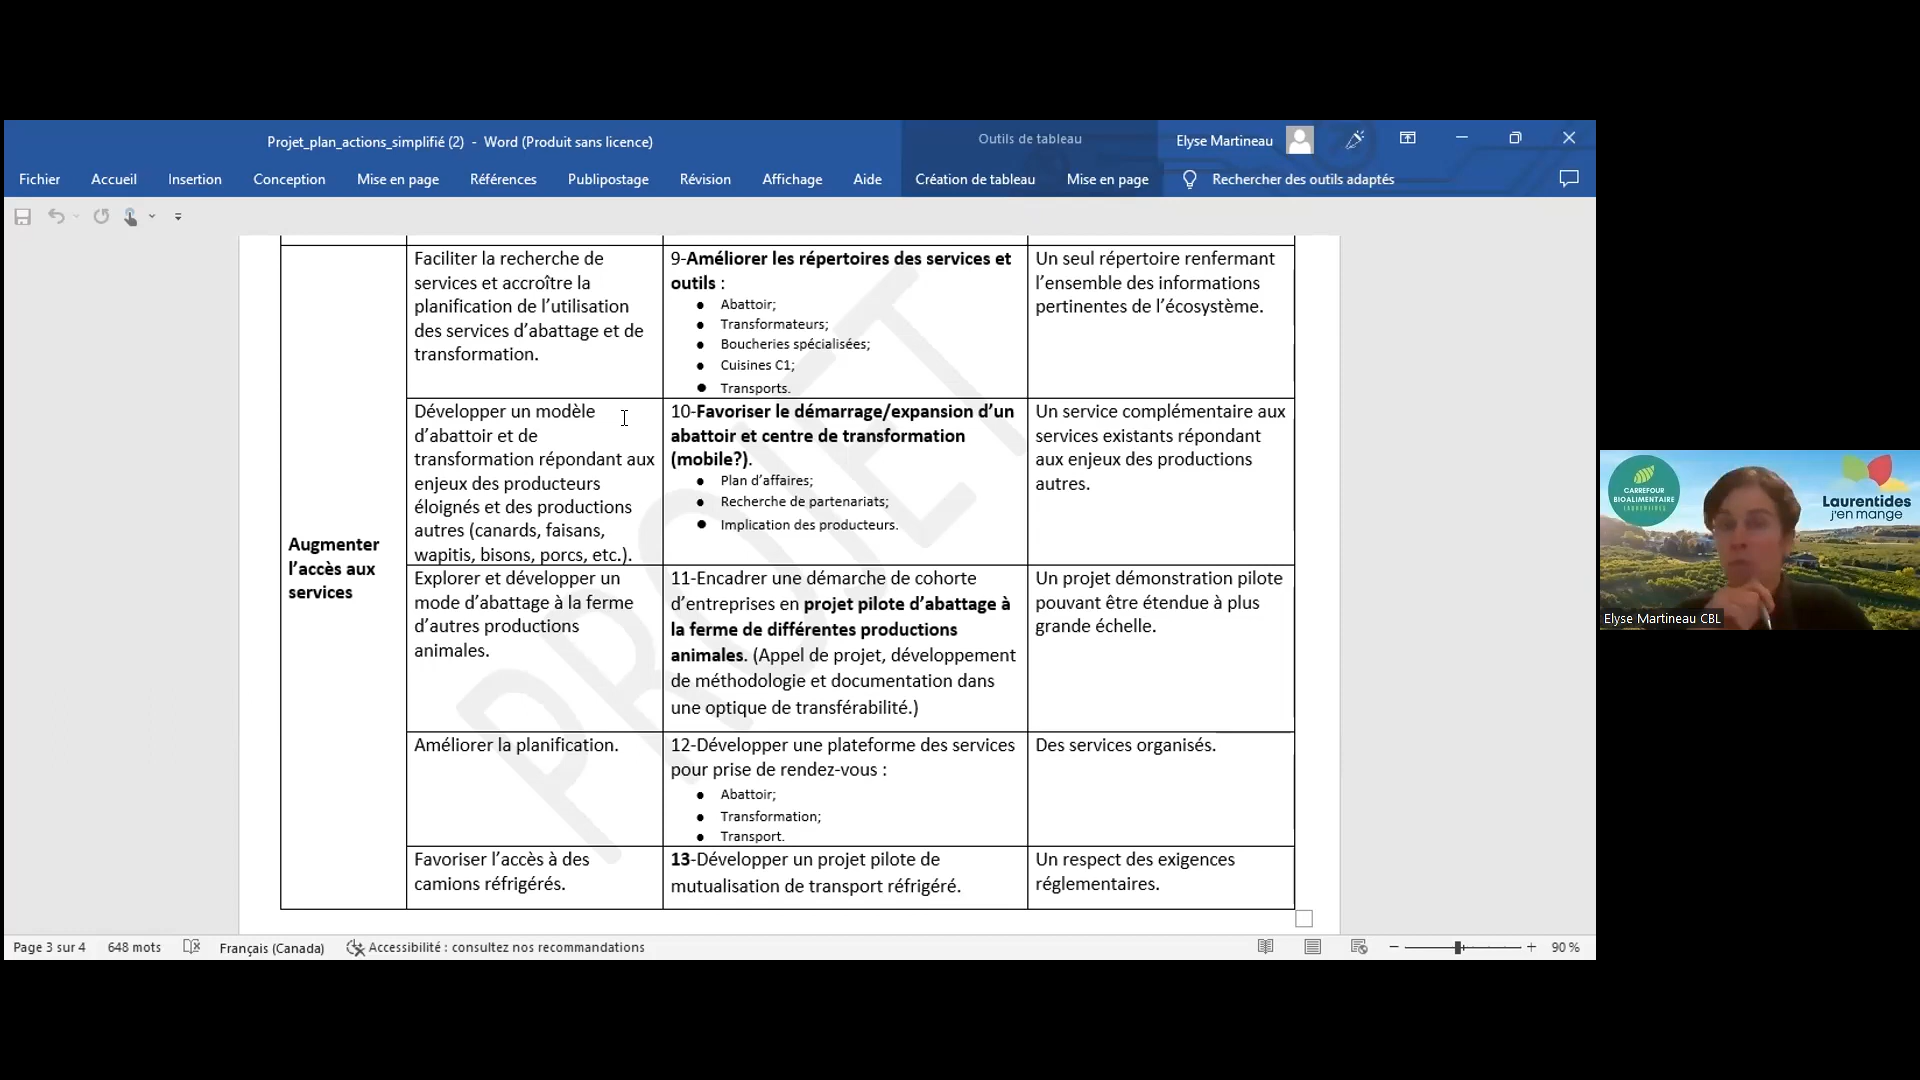 Projet_plan_actions_simplifié (2) - Word (Produit sans licence)
Outils de tableau
Elyse Martineau
Fichier
Accueil
Insertion
Conception
Mise en page
Références
Publipostage
Révision
Affichage
Aide
Création de tableau
Mise en page
Rechercher des outils adaptés
PROJET
Augmenter
l’accès aux
services
Faciliter la recherche de
services et accroître la
planification de l’utilisation
des services d’abattage et de
transformation.
9-Améliorer les répertoires des services et
outils :
● Abattoir;
● Transformateurs;
● Boucheries spécialisées;
● Cuisines C1;
● Transports.
Un seul répertoire renfermant
l’ensemble des informations
pertinentes de l’écosystème.
Développer un modèle
d’abattoir et de
transformation répondant aux
enjeux des producteurs
éloignés et des productions
autres (canards, faisans,
wapitis, bisons, porcs, etc.).
10-Favoriser le démarrage/expansion d’un
abattoir et centre de transformation
(mobile?).
● Plan d’affaires;
● Recherche de partenariats;
● Implication des producteurs.
Un service complémentaire aux
services existants répondant
aux enjeux des productions
autres.
Explorer et développer un
mode d’abattage à la ferme
d’autres productions
animales.
11-Encadrer une démarche de cohorte
d’entreprises en projet pilote d’abattage à
la ferme de différentes productions
animales. (Appel de projet, développement
de méthodologie et documentation dans
une optique de transférabilité.)
Un projet démonstration pilote
pouvant être étendue à plus
grande échelle.
Améliorer la planification.
12-Développer une plateforme des services
pour prise de rendez-vous :
● Abattoir;
● Transformation;
● Transport.
Des services organisés.
Favoriser l’accès à des
camions réfrigérés.
13-Développer un projet pilote de
mutualisation de transport réfrigéré.
Un respect des exigences
réglementaires.
Page 3 sur 4
648 mots
Français (Canada)
Accessibilité : consultez nos recommandations
90 %
CARREFOUR
BIOALIMENTAIRE
LAURENTIDES
Laurentides
j’en mange
Elyse Martineau CBL